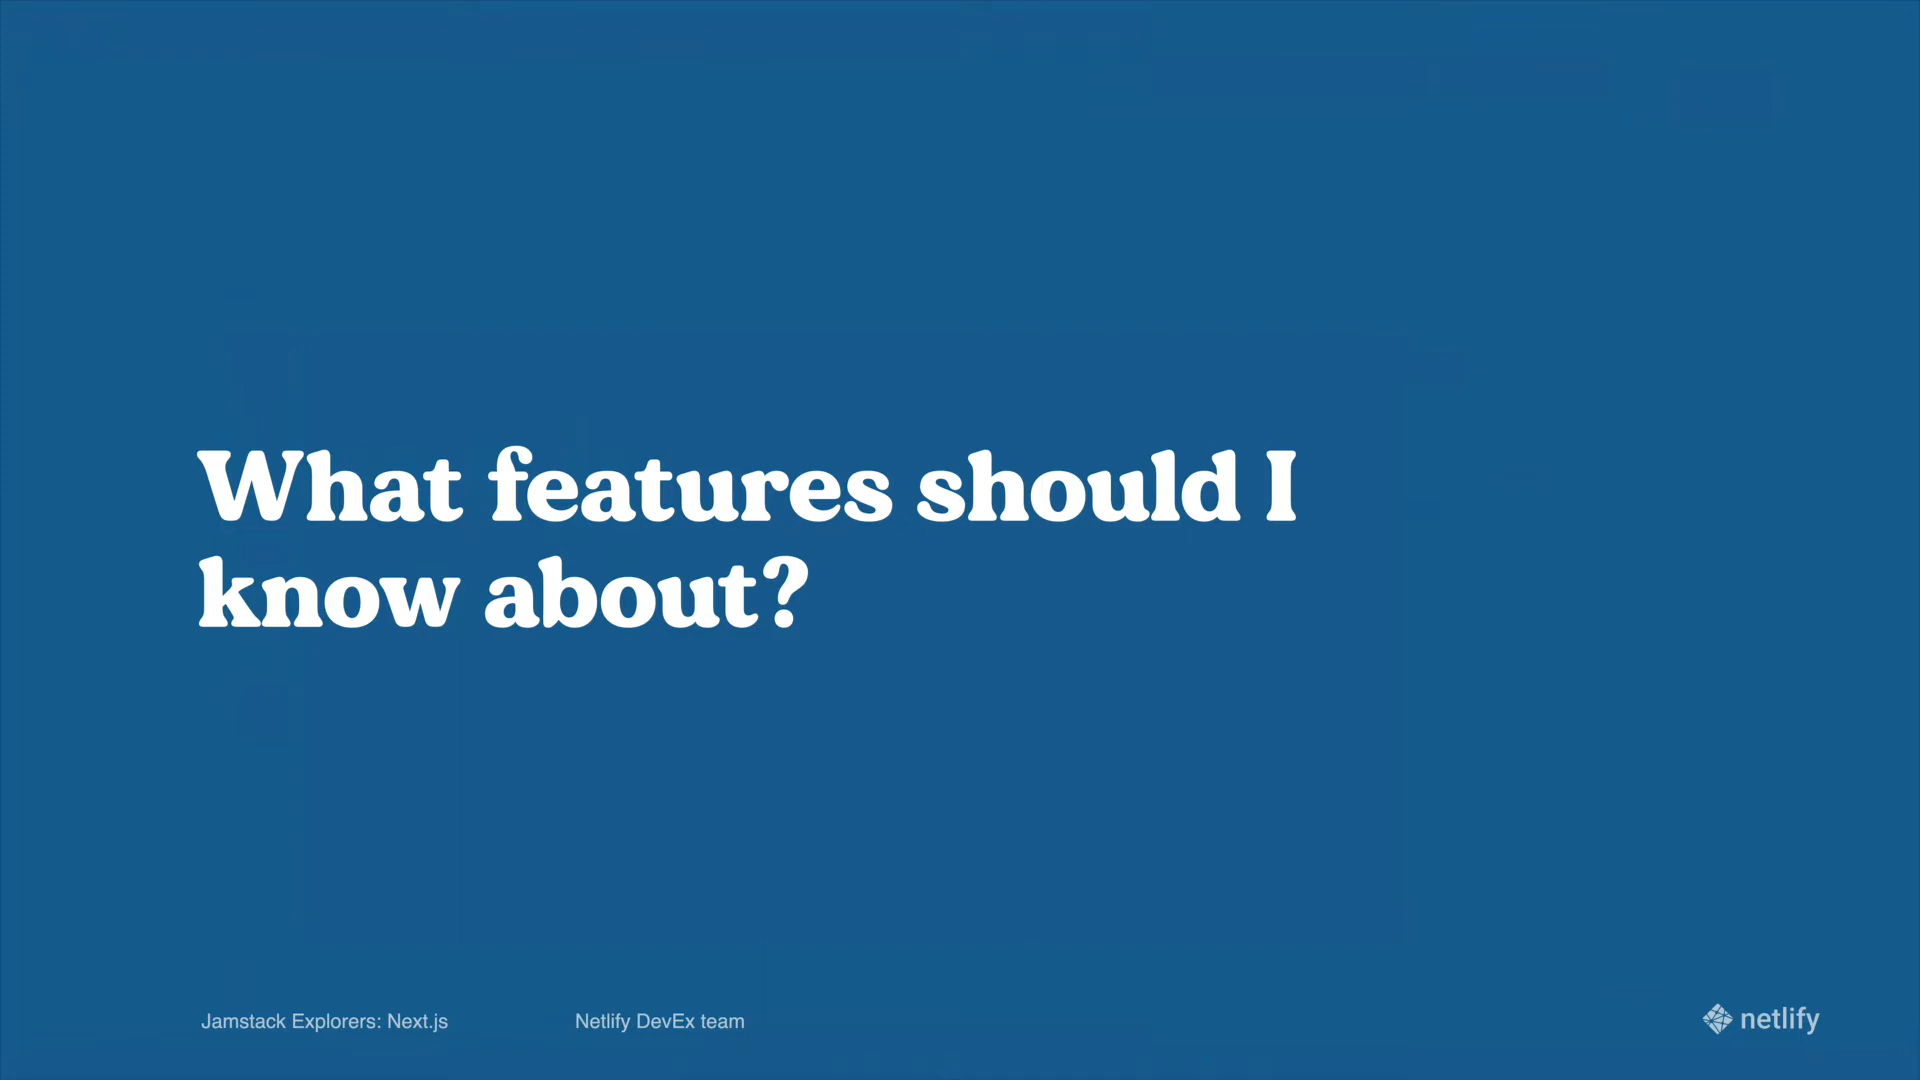 What features should I
know about?
Jamstack Explorers: Next.js
Netlify DevEx team
netlify